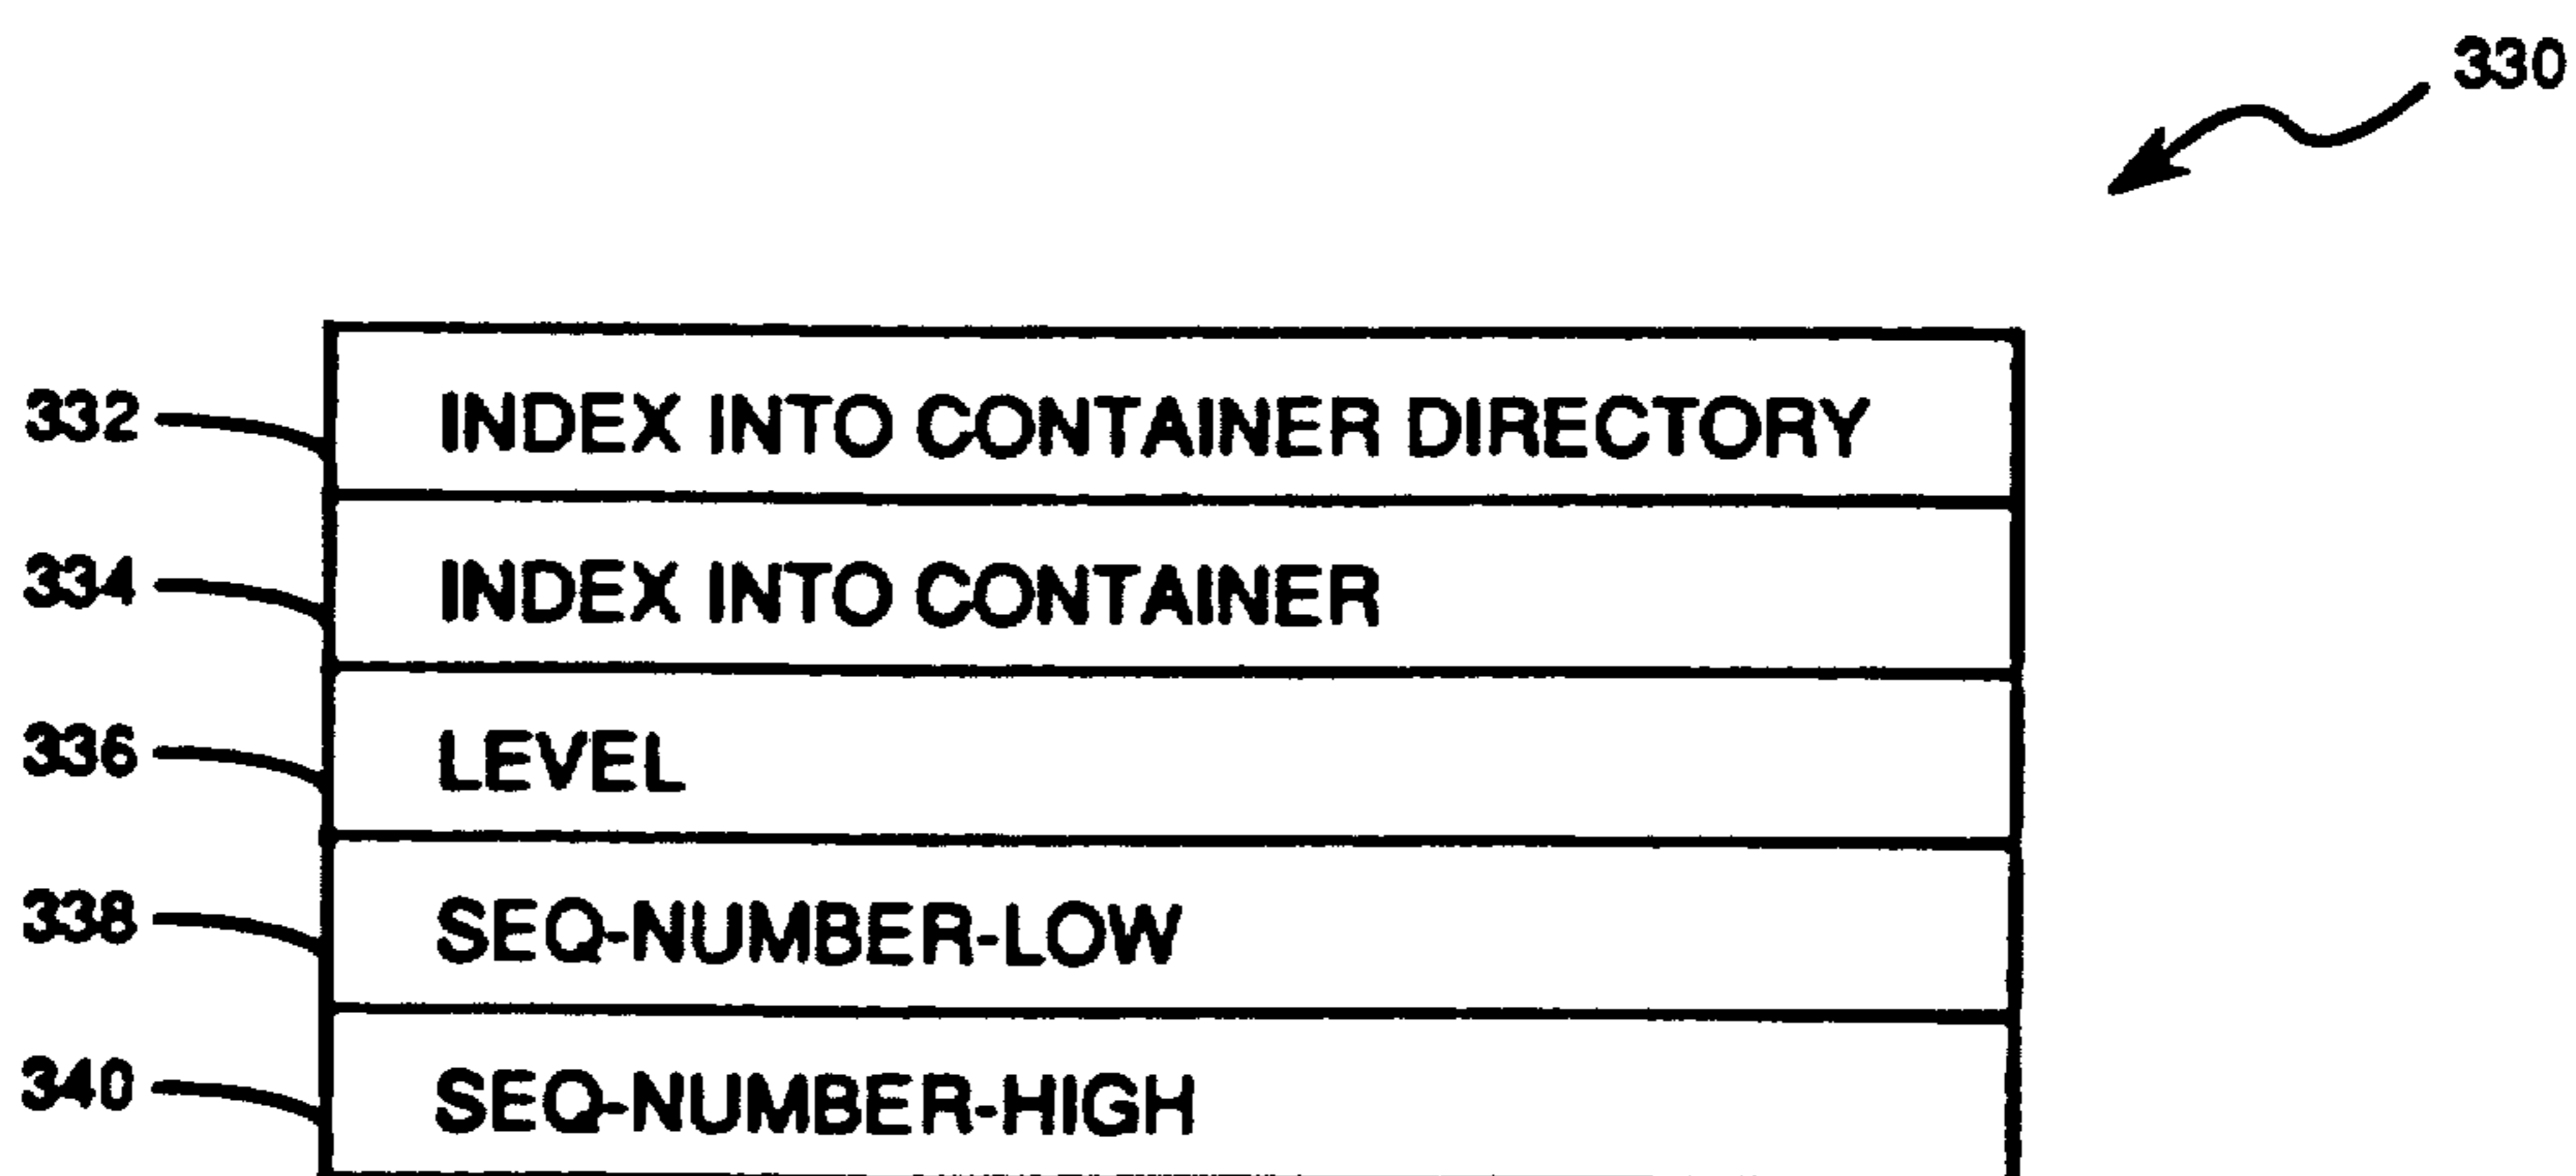 330
332 INDEX INTO CONTAINER DIRECTORY
334 INDEX INTO CONTAINER
336 LEVEL
338 SEQ-NUMBER-LOW
340 SEQ-NUMBER-HIGH